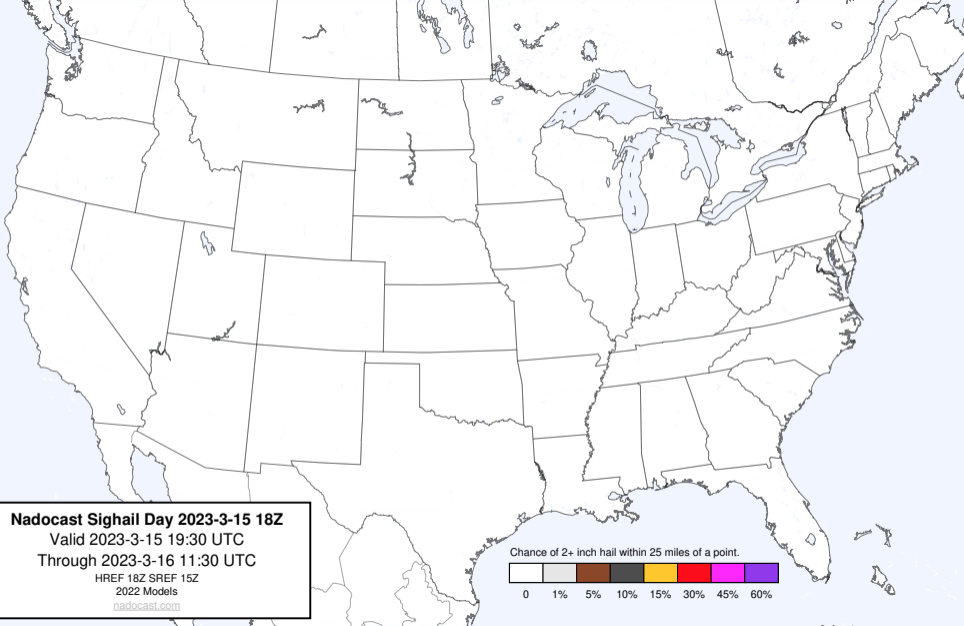 Nadocast Sighail Day 2023-3-15 18Z
Valid 2023-3-15 19:30 UTC
Through 2023-3-16 11:30 UTC
HREF 18Z SREF 15Z
2022 Models
nadocast.com
Chance of 2+ inch hail within 25 miles of a point.
0 1% 5% 10% 15% 30% 45% 60%